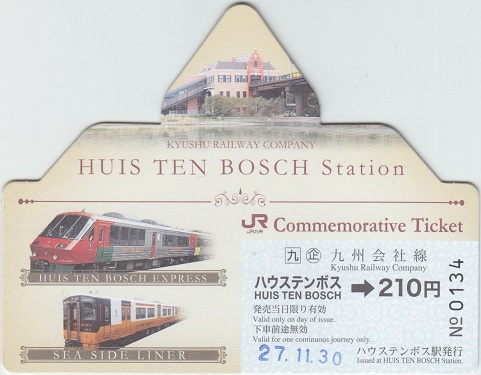 KYUSHU RAILWAY COMPANY
HUIS TEN BOSCH Station
JR JR九州 Commemorative Ticket
HUIS TEN BOSCH EXPRESS
SEA SIDE LINER
九 企 九州会社線
Kyushu Railway Company
ハウステンボス
HUIS TEN BOSCH
→210円
発売当日限り有効
Valid only on day of issue.
下車前途無効
Valid for one continuous journey only.
27.11.30
ハウステンボス駅発行
Issued at HUIS TEN BOSCH Station.
No 0134